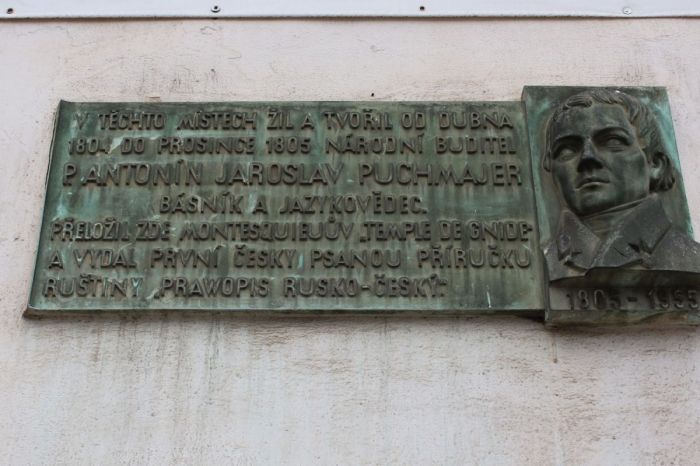 V TĚCHTO MÍSTECH ŽIL A TVOŘIL OD DUBNA
1804 DO PROSINCE 1805 NÁRODNÍ BUDITEL
P. ANTONÍN JAROSLAV PUCHMAJER
BÁSNÍK A JAZYKOVĚDEC.
PŘELOŽIL ZDE MONTESQUIEUŮV „TEMPLE DE GNIDE“
A VYDAL PRVNÍ ČESKY PSANOU PŘÍRUČKU
RUŠTINY „PRAWOPIS RUSKO-ČESKÝ.“
1805-1955